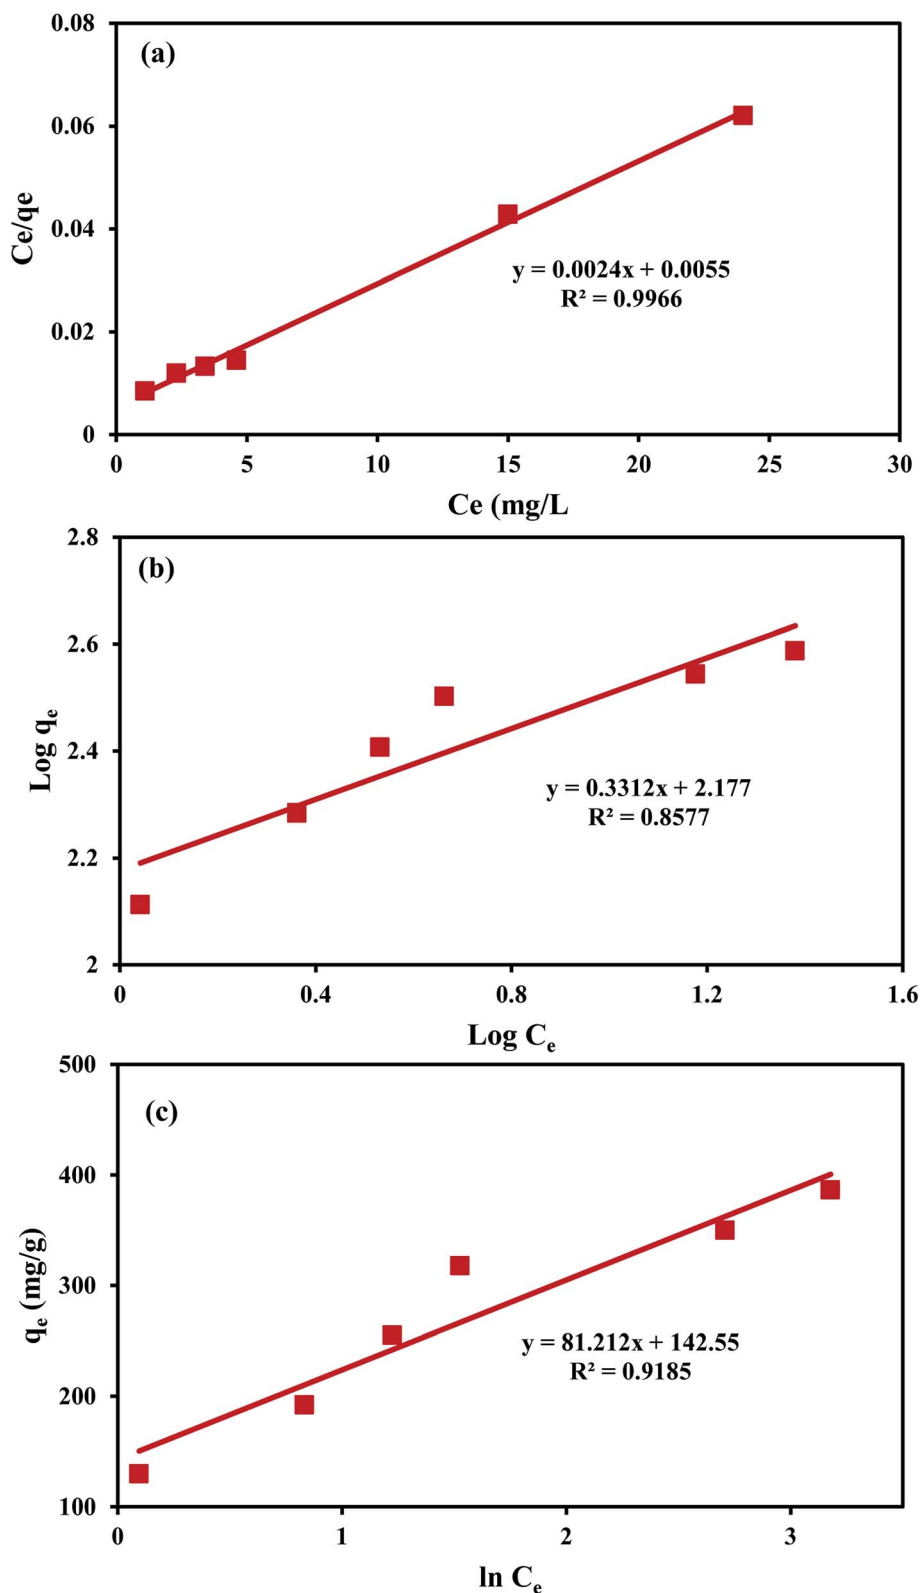 (a)
0.08
0.06
0.04
0.02
0
Ce/qe
y = 0.0024x + 0.0055
R² = 0.9966
0 5 10 15 20 25 30
Ce (mg/L
(b)
2.8
2.6
2.4
2.2
2
Log qₑ
y = 0.3312x + 2.177
R² = 0.8577
0 0.4 0.8 1.2 1.6
Log Cₑ
(c)
500
400
300
200
100
qₑ (mg/g)
y = 81.212x + 142.55
R² = 0.9185
0 1 2 3
ln Cₑ